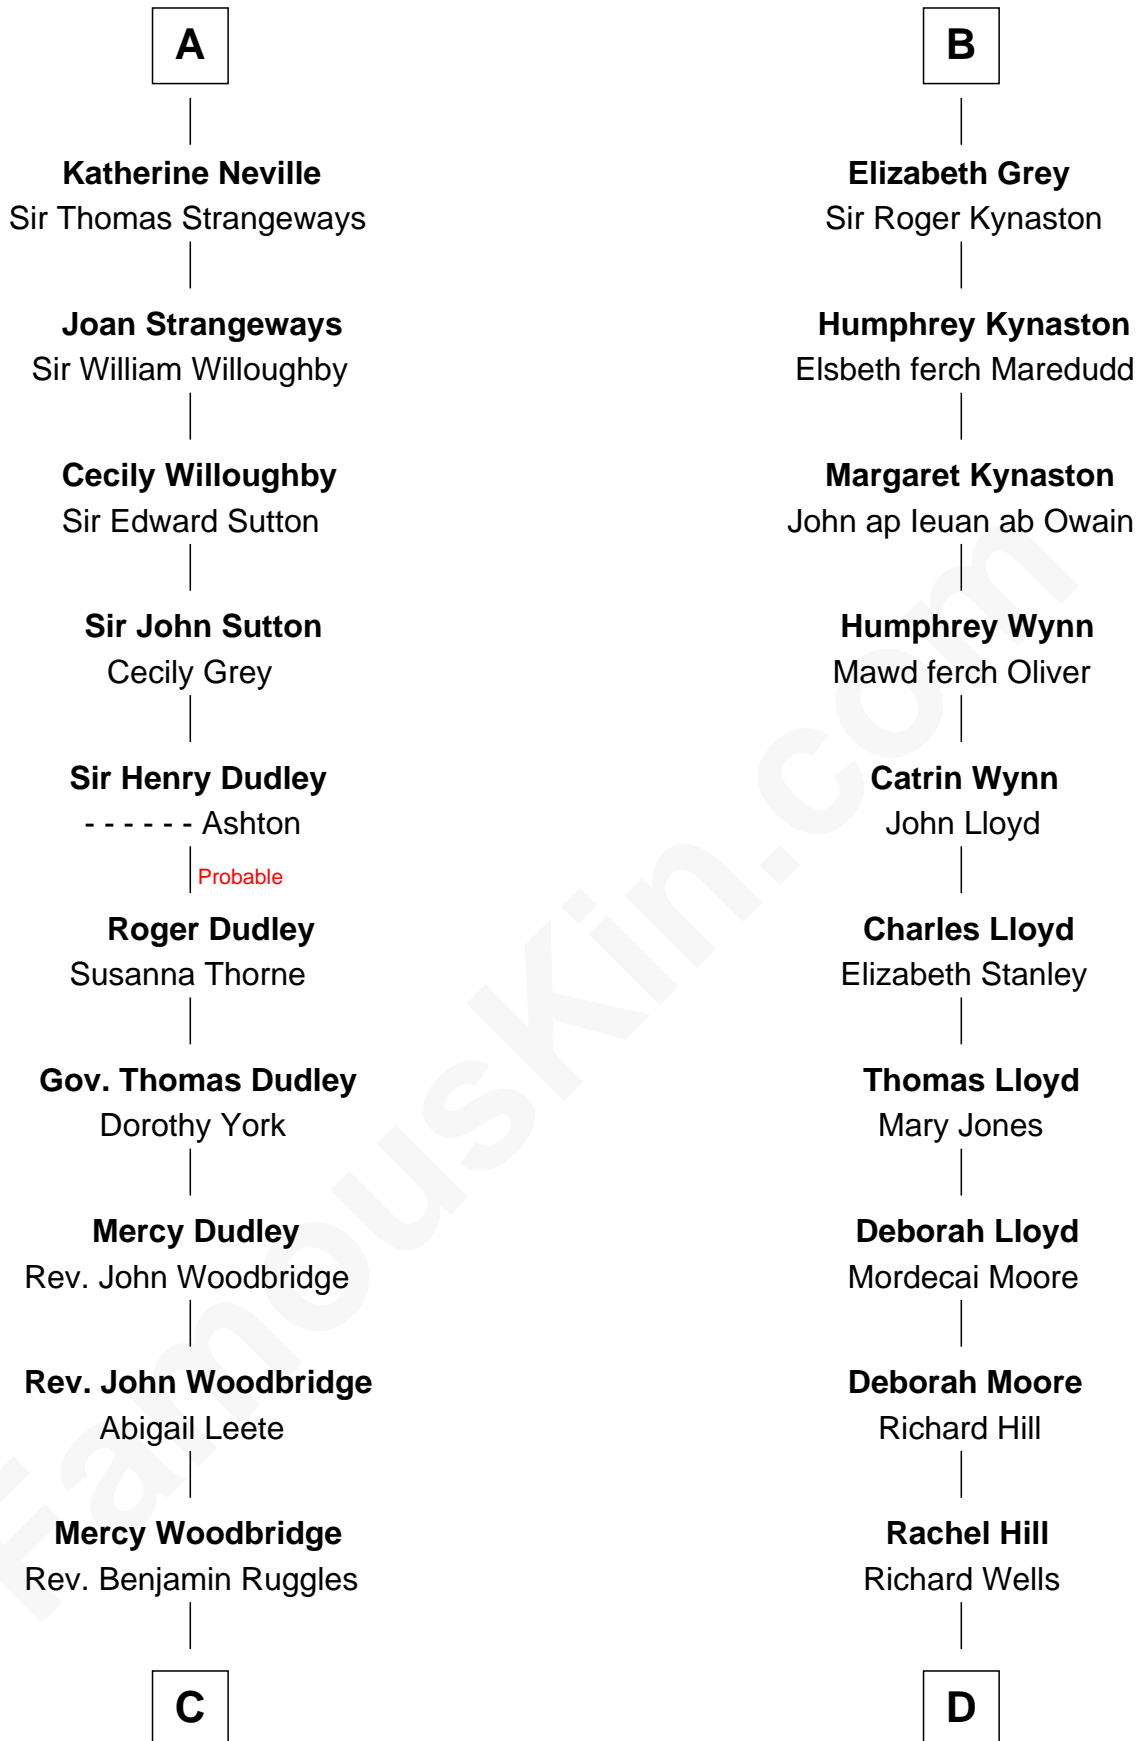 A
Katherine Neville
Sir Thomas Strangeways
Joan Strangeways
Sir William Willoughby
Cecily Willoughby
Sir Edward Sutton
Sir John Sutton
Cecily Grey
Sir Henry Dudley
- - - - - - Ashton
Probable
Roger Dudley
Susanna Thorne
Gov. Thomas Dudley
Dorothy York
Mercy Dudley
Rev. John Woodbridge
Rev. John Woodbridge
Abigail Leete
Mercy Woodbridge
Rev. Benjamin Ruggles
C
B
Elizabeth Grey
Sir Roger Kynaston
Humphrey Kynaston
Elsbeth ferch Maredudd
Margaret Kynaston
John ap Ieuan ab Owain
Humphrey Wynn
Mawd ferch Oliver
Catrin Wynn
John Lloyd
Charles Lloyd
Elizabeth Stanley
Thomas Lloyd
Mary Jones
Deborah Lloyd
Mordecai Moore
Deborah Moore
Richard Hill
Rachel Hill
Richard Wells
D
FamousKin.com